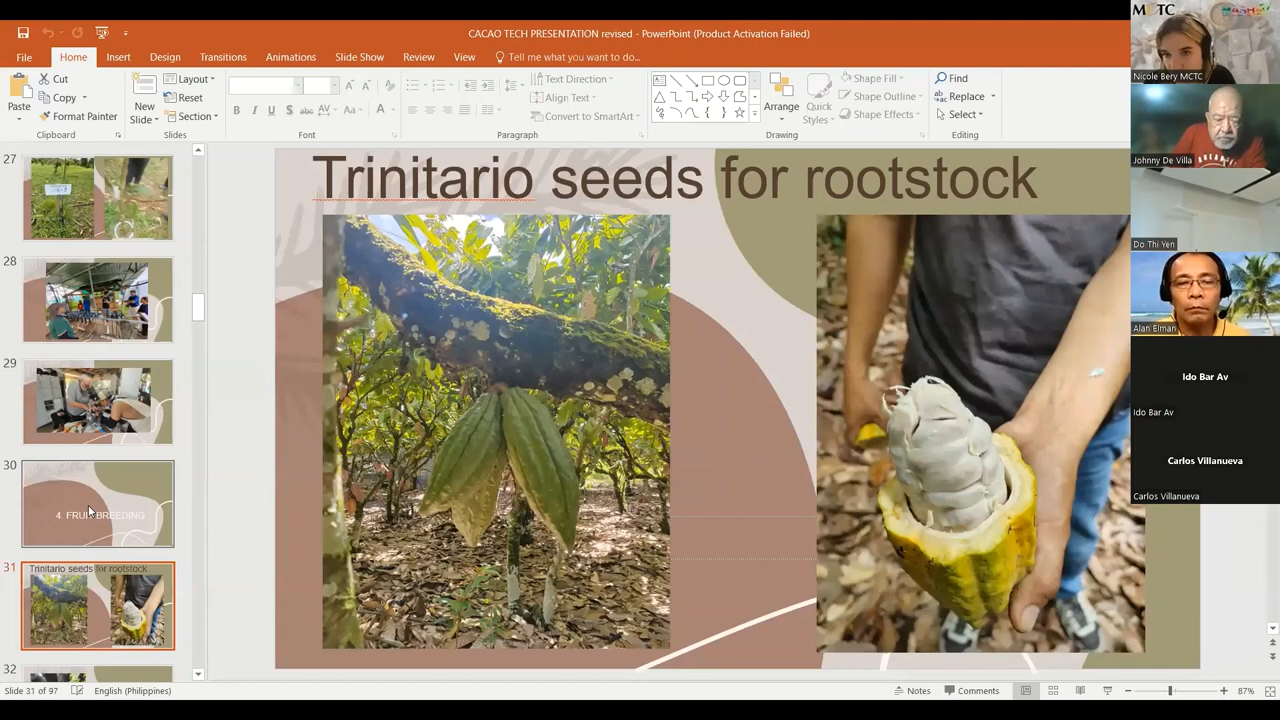 CACAO TECH PRESENTATION revised - PowerPoint (Product Activation Failed)
File Home Insert Design Transitions Animations Slide Show Review View Tell me what you want to do...
Paste
Cut
Copy
Format Painter
Clipboard
New
Slide
Layout
Reset
Section
Slides
B I U S abc AV Aa A
Font
Text Direction
Align Text
Convert to SmartArt
Paragraph
Arrange
Quick
Styles
Shape Fill
Shape Outline
Shape Effects
Drawing
Find
Replace
Select
Editing
27
28
29
30
4. FRUIT BREEDING
31
Trinitario seeds for rootstock
32
Trinitario seeds for rootstock
MCTC
MASHAV
Nicole Bery MCTC
Johnny De Villa
Do Thi Yen
Alan Elman
Ido Bar Av
Ido Bar Av
Carlos Villanueva
Carlos Villanueva
Slide 31 of 97 English (Philippines) Notes Comments 87%